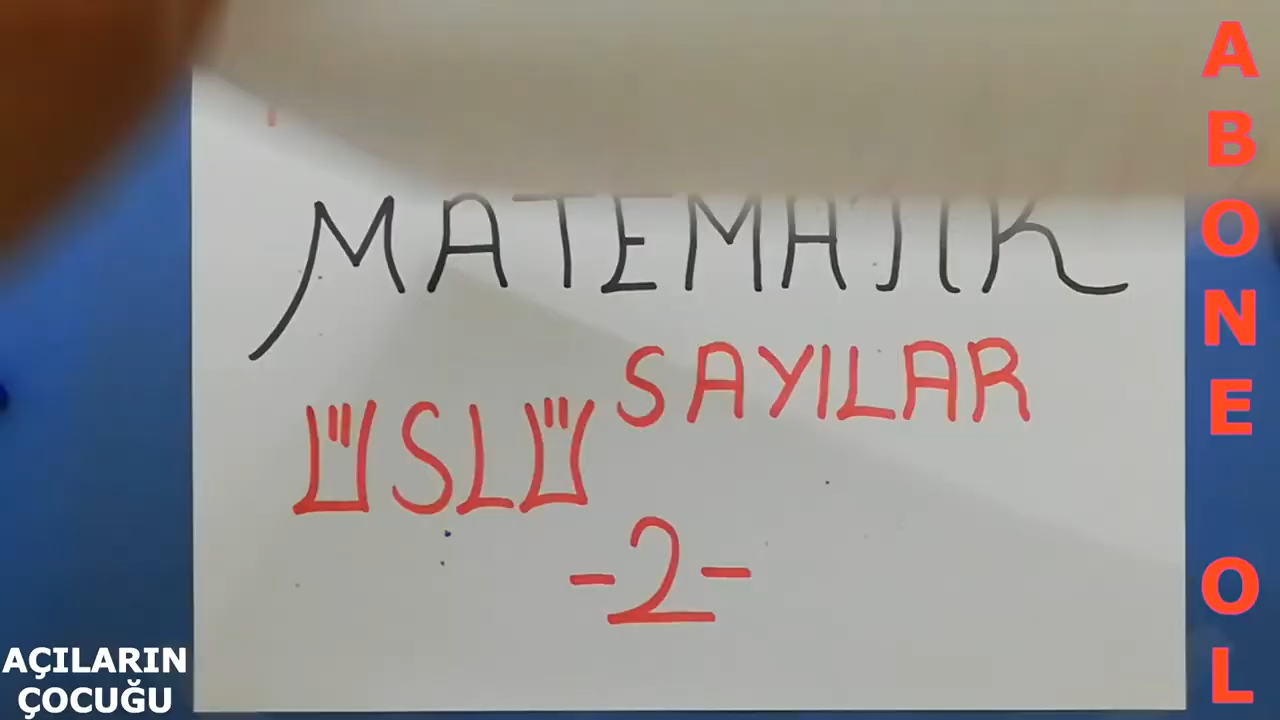 MATEMATİK
ÜSLÜ SAYILAR
-2-
AÇILARIN
ÇOCUĞU
ABONE OL